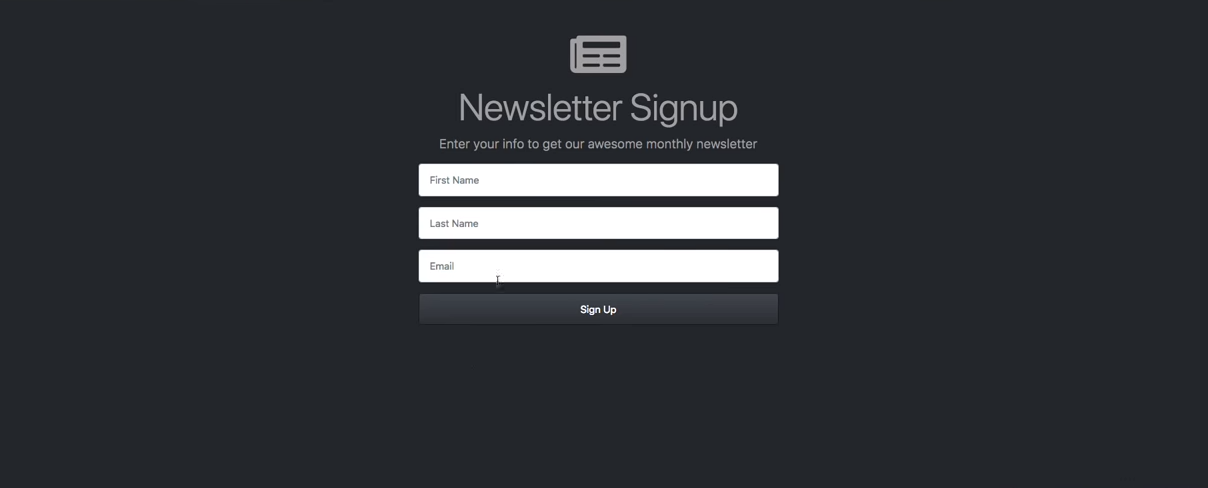 Newsletter Signup
Enter your info to get our awesome monthly newsletter
First Name
Last Name
Email
Sign Up